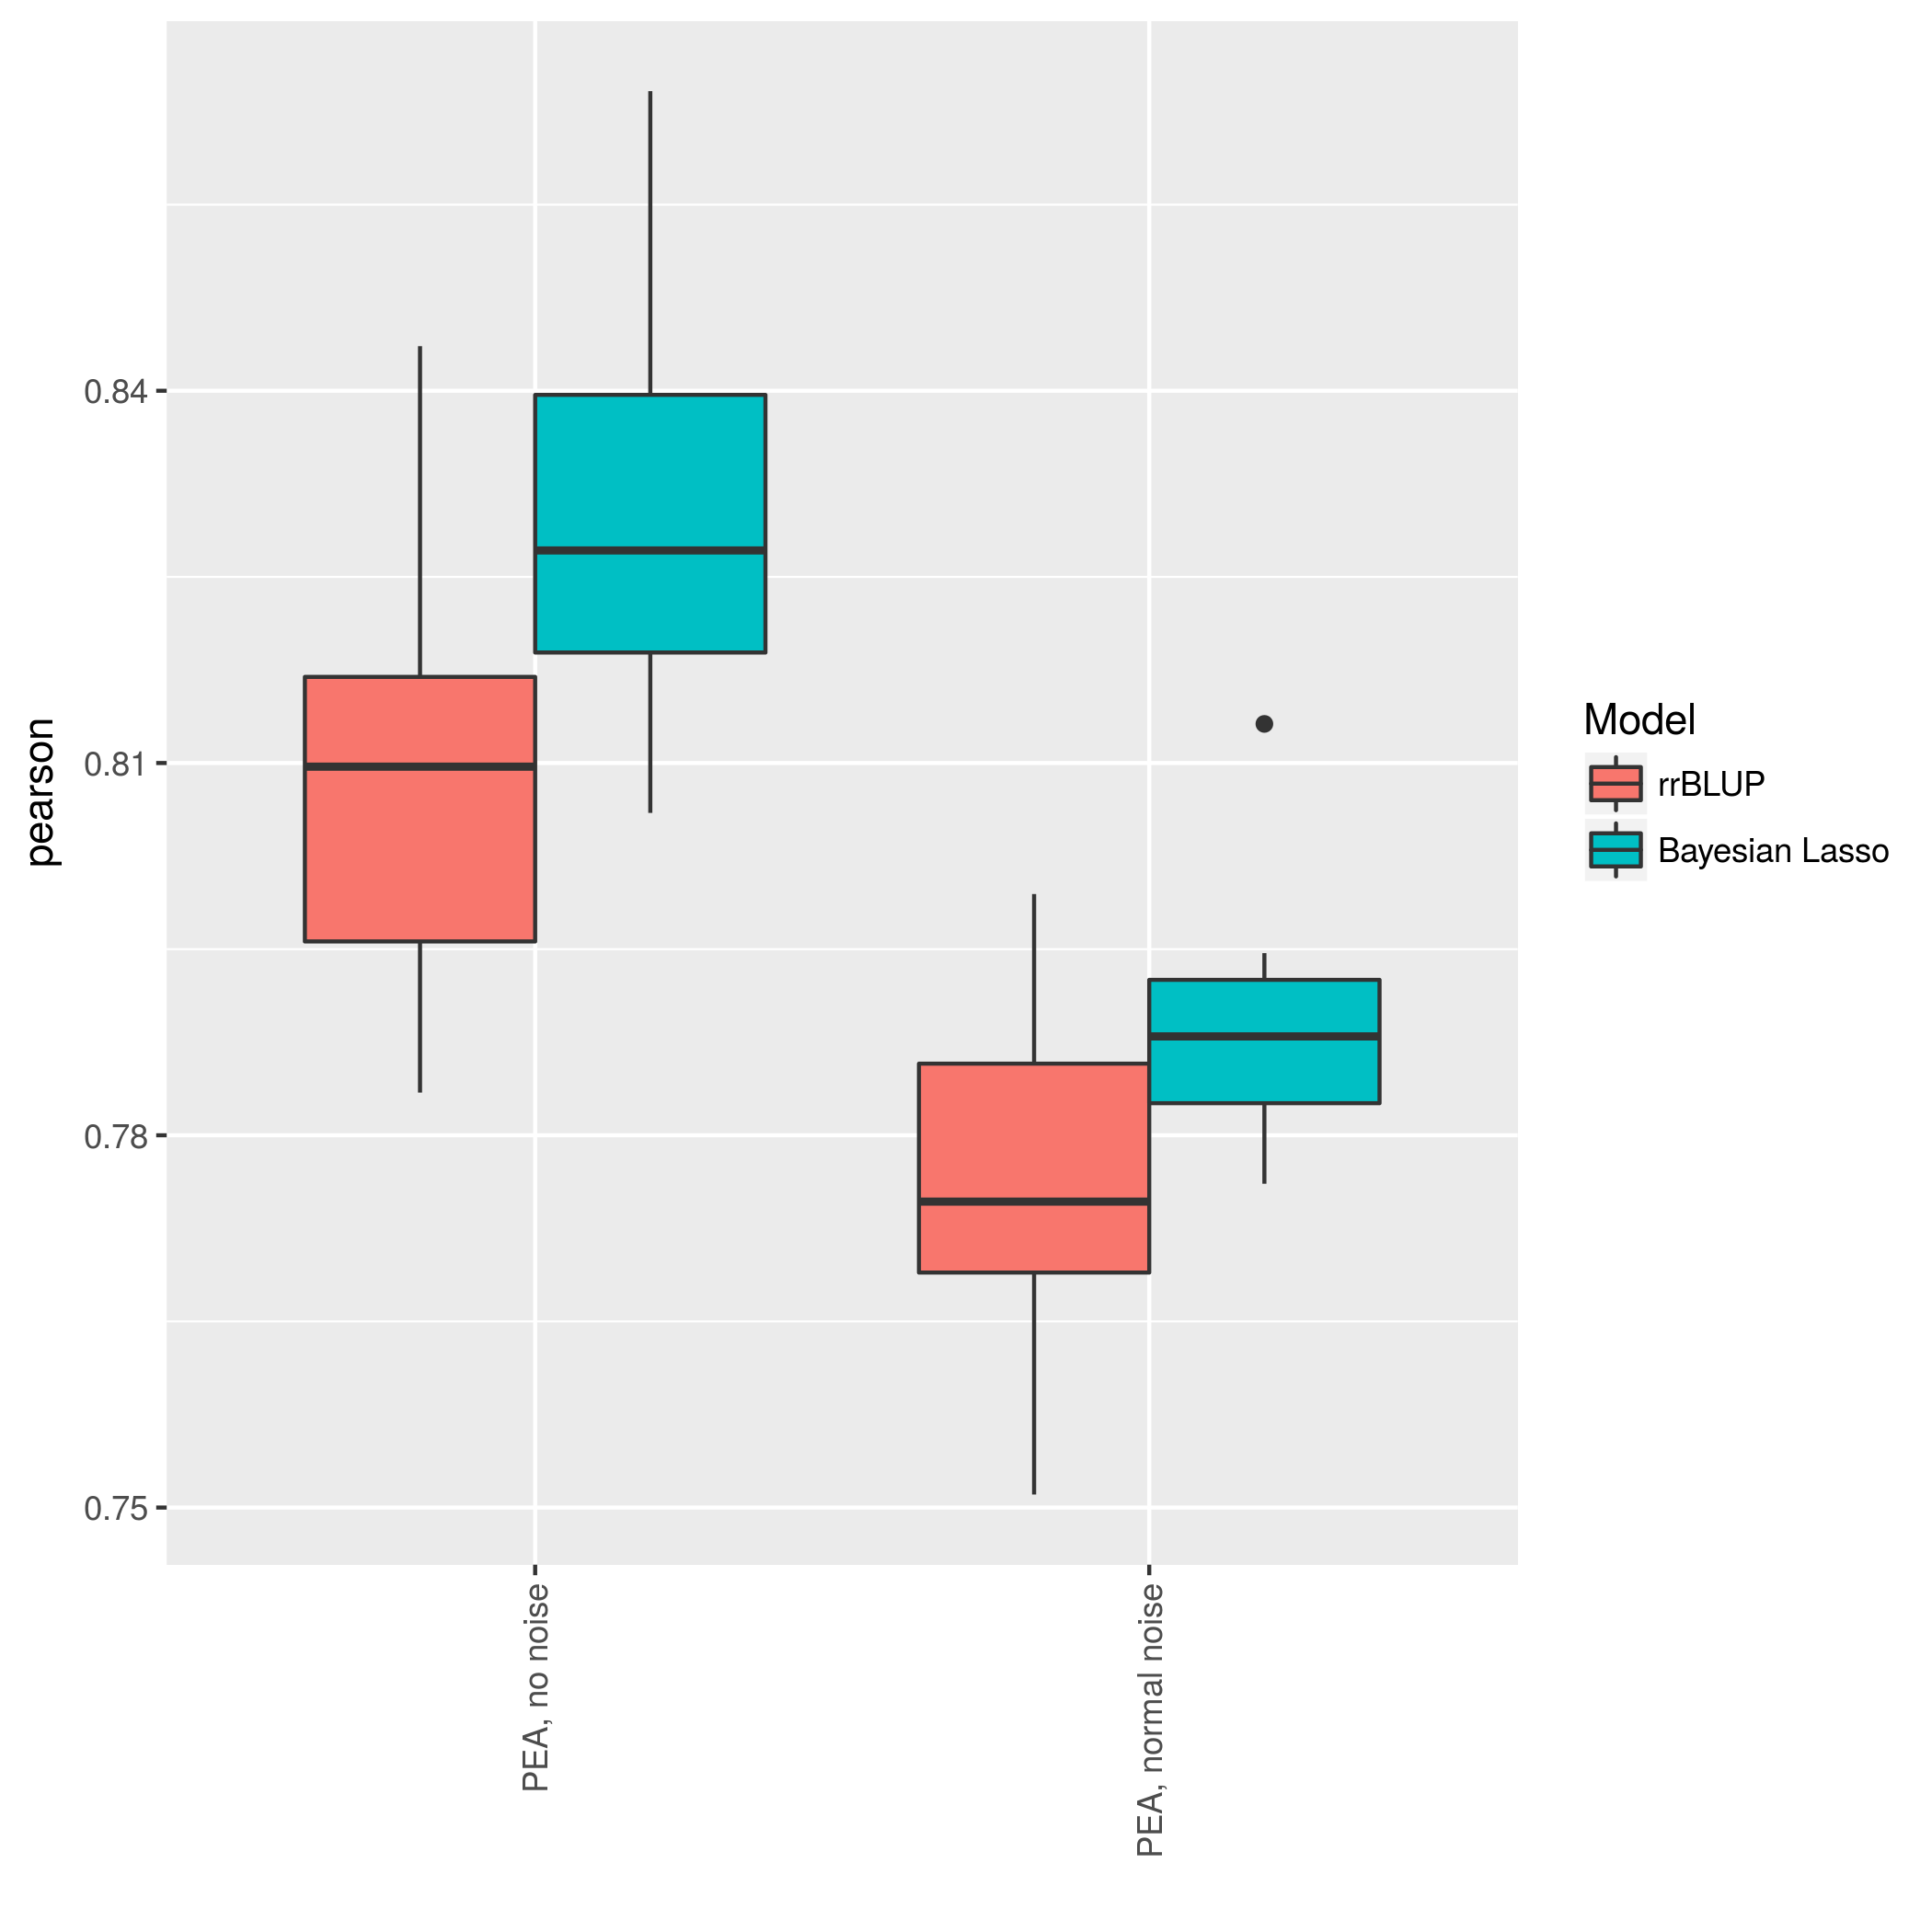 pearson
0.84
0.81
0.78
0.75
PEA, no noise
PEA, normal noise
Model
rrBLUP
Bayesian Lasso